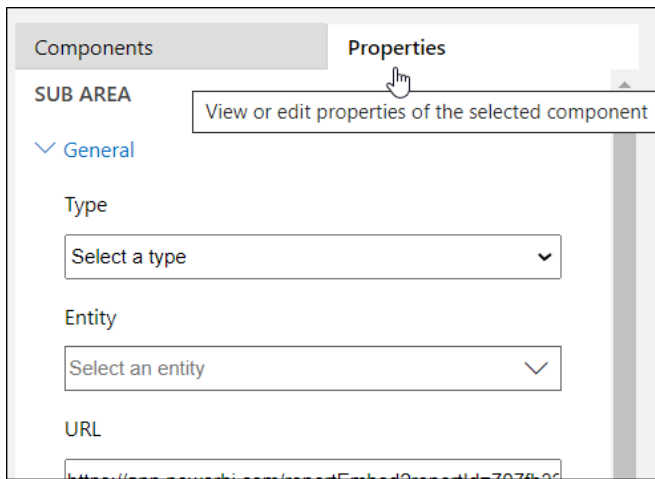 Components Properties
SUB AREA
View or edit properties of the selected component
General
Type
Select a type
Entity
Select an entity
URL